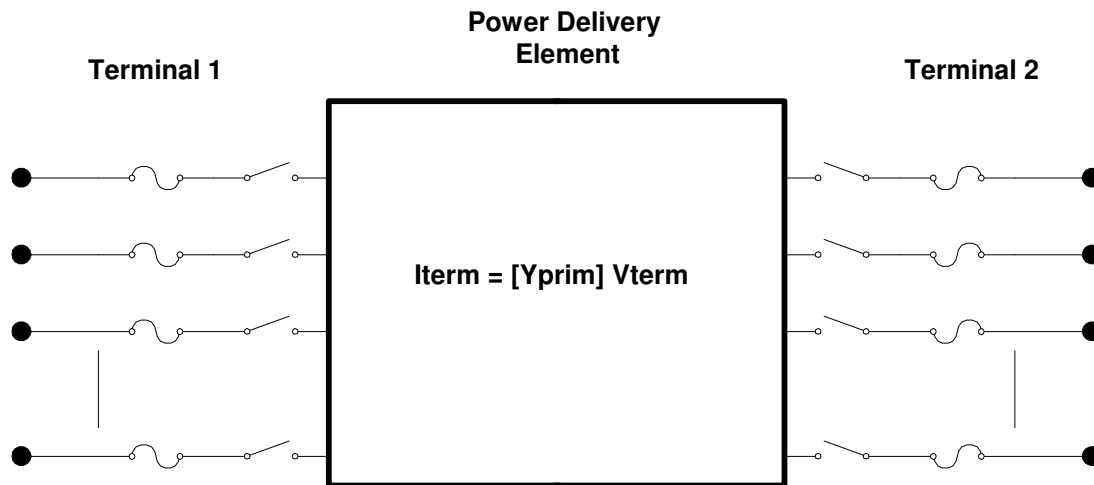 Power Delivery
Element
Terminal 1
Terminal 2
Iterm = [Yprim] Vterm